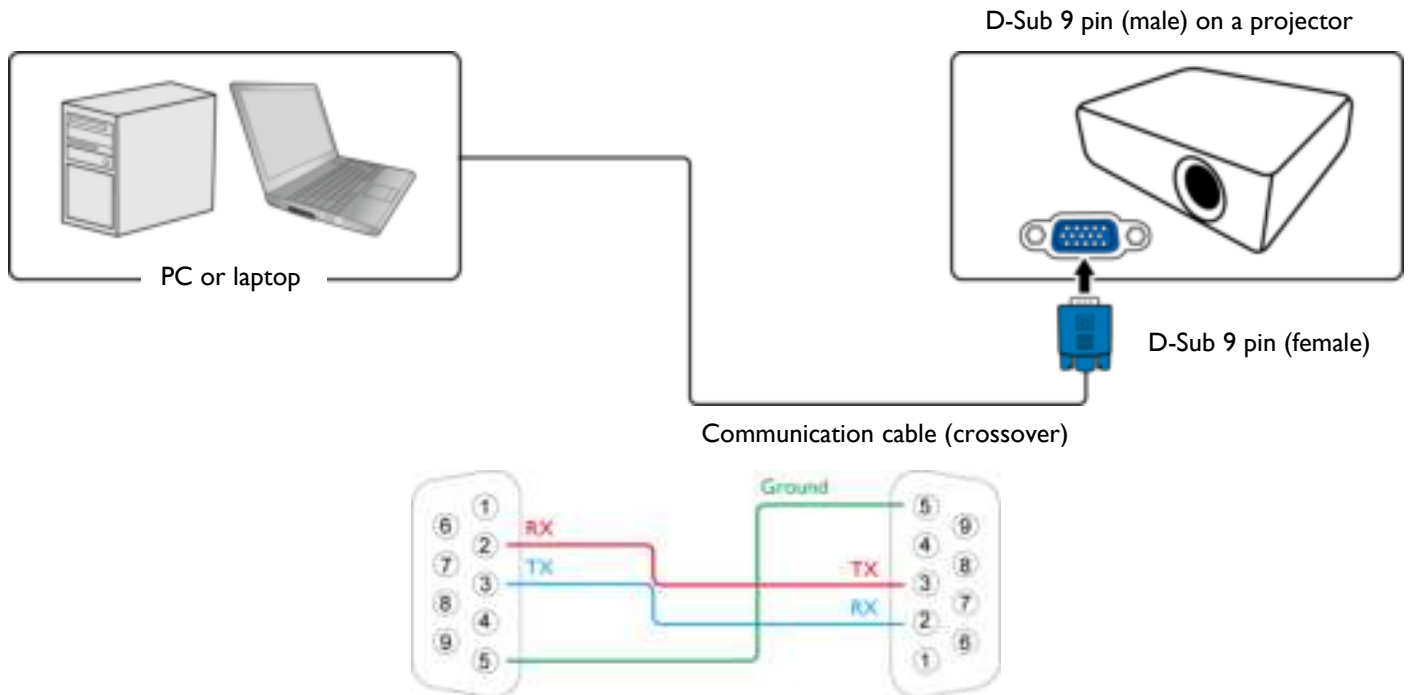 D-Sub 9 pin (male) on a projector
PC or laptop
D-Sub 9 pin (female)
Communication cable (crossover)
Ground
1
6
RX
2
7
TX
3
8
4
9
5
5
9
4
8
TX
3
7
RX
2
6
1